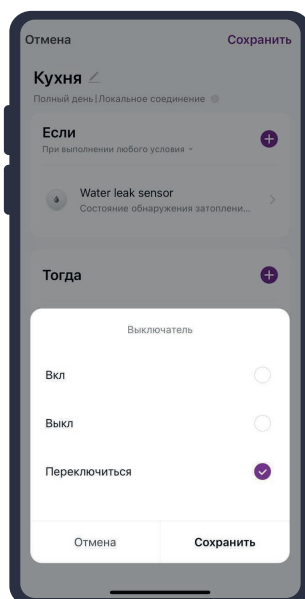 Отмена Сохранить
Кухня
Полный день|Локальное соединение
Если
При выполнении любого условия
Water leak sensor
Состояние обнаружения затоплени...
Тогда
Выключатель
Вкл
Выкл
Переключиться
Отмена Сохранить